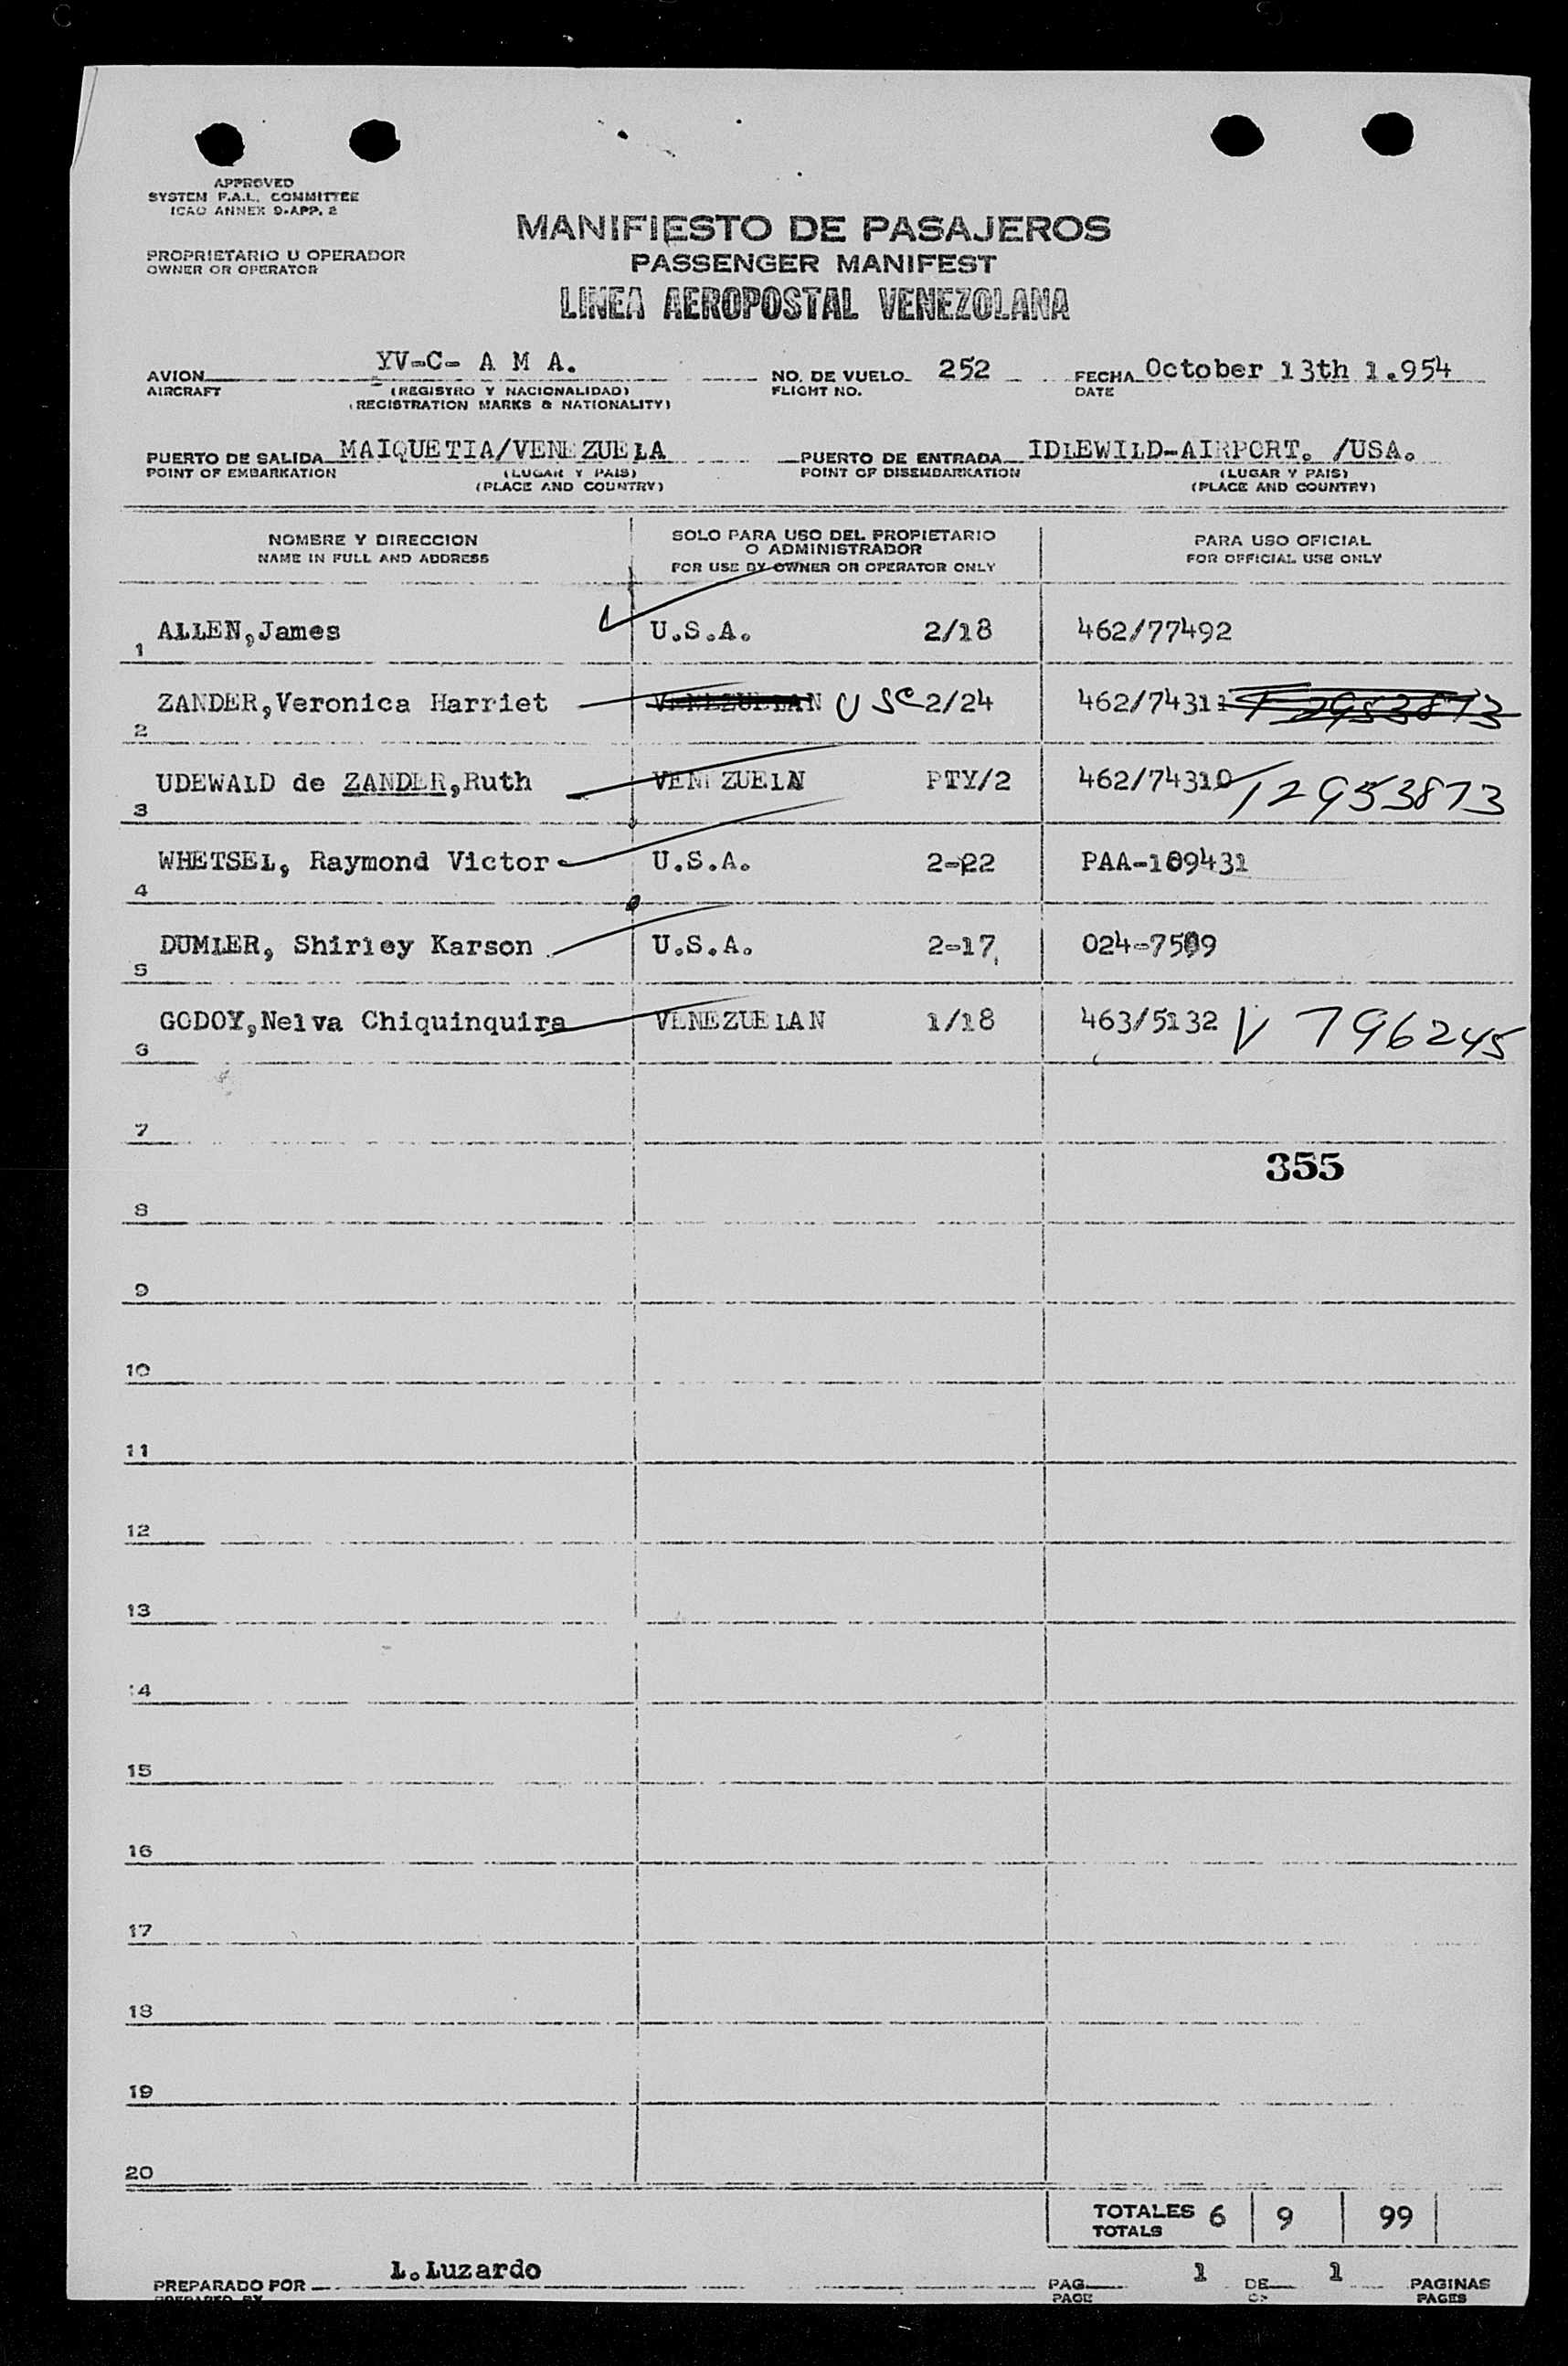 APPROVED
SYSTEM F.A.L. COMMITTEE
ICAO ANNEX 9-APP. 2
MANIFIESTO DE PASAJEROS
PROPRIETARIO U OPERADOR
OWNER OR OPERATOR
PASSENGER MANIFEST
LINEA AEROPOSTAL VENEZOLANA
AVION YV-C- A M A. NO. DE VUELO 252 FECHA October 13th 1.954
AIRCRAFT (REGISTRO Y NACIONALIDAD) FLIGHT NO. DATE
(REGISTRATION MARKS & NATIONALITY)
PUERTO DE SALIDA MAIQUETIA/VENEZUELA PUERTO DE ENTRADA IDLEWILD-AIRPORT. /USA.
POINT OF EMBARKATION (LUGAR Y PAIS) POINT OF DISEMBARKATION (LUGAR Y PAIS)
(PLACE AND COUNTRY) (PLACE AND COUNTRY)
NOMBRE Y DIRECCION SOLO PARA USO DEL PROPIETARIO O ADMINISTRADOR PARA USO OFICIAL
NAME IN FULL AND ADDRESS FOR USE BY OWNER OR OPERATOR ONLY FOR OFFICIAL USE ONLY
1 ALLEN,James U.S.A. 2/18 462/77492
2 ZANDER,Veronica Harriet VENEZUELAN USC 2/24 462/74311 T 2953873
3 UDEWALD de ZANDER,Ruth VENEZUELN PTY/2 462/74310 T 2953873
4 WHETSEL, Raymond Victor U.S.A. 2-22 PAA-109431
5 DUMLER, Shirley Karson U.S.A. 2-17 024-7509
6 GODOY,Nelva Chiquinquira VENEZUELAN 1/18 463/5132 V 796245
7
355
8
9
10
11
12
13
14
15
16
17
18
19
20
TOTALES 6 9 99
TOTALS
PREPARADO POR L.Luzardo PAG. 1 DE 1 PAGINAS
PREPARED BY PAGE OF PAGES